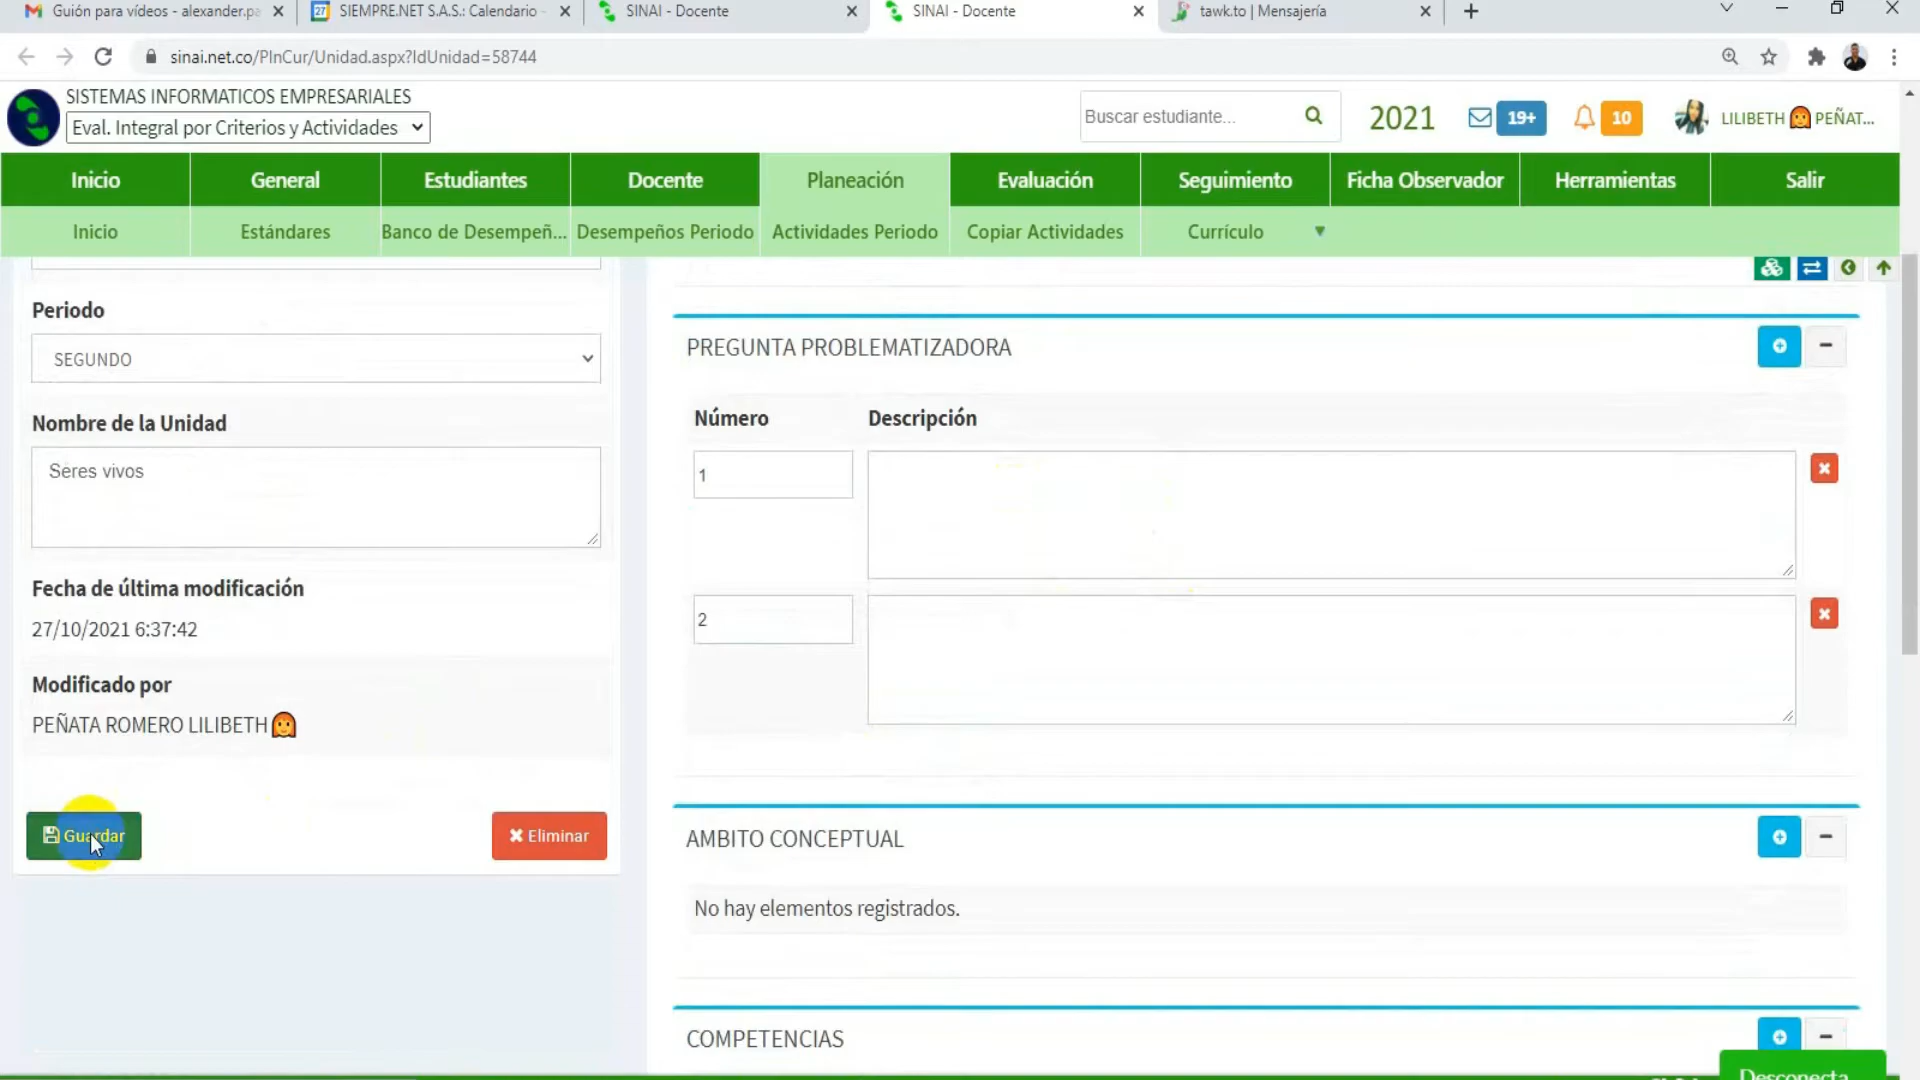 Guión para vídeos - alexander.pa
SIEMPRE.NET S.A.S.: Calendario -
SINAI - Docente
SINAI - Docente
tawk.to | Mensajería
sinai.net.co/PlnCur/Unidad.aspx?IdUnidad=58744
SISTEMAS INFORMATICOS EMPRESARIALES
Eval. Integral por Criterios y Actividades
Buscar estudiante...
2021
19+
10
LILIBETH PEÑAT...
Inicio
General
Estudiantes
Docente
Planeación
Evaluación
Seguimiento
Ficha Observador
Herramientas
Salir
Inicio
Estándares
Banco de Desempeñ...
Desempeños Periodo
Actividades Periodo
Copiar Actividades
Currículo
Periodo
SEGUNDO
Nombre de la Unidad
Seres vivos
Fecha de última modificación
27/10/2021 6:37:42
Modificado por
PEÑATA ROMERO LILIBETH
Guardar
Eliminar
PREGUNTA PROBLEMATIZADORA
Número
Descripción
1
2
AMBITO CONCEPTUAL
No hay elementos registrados.
COMPETENCIAS
Desconecta